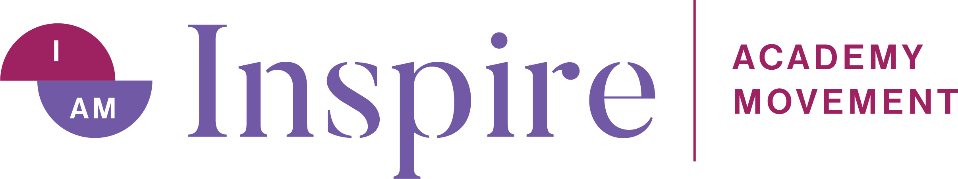 I
AM
Inspire
ACADEMY
MOVEMENT